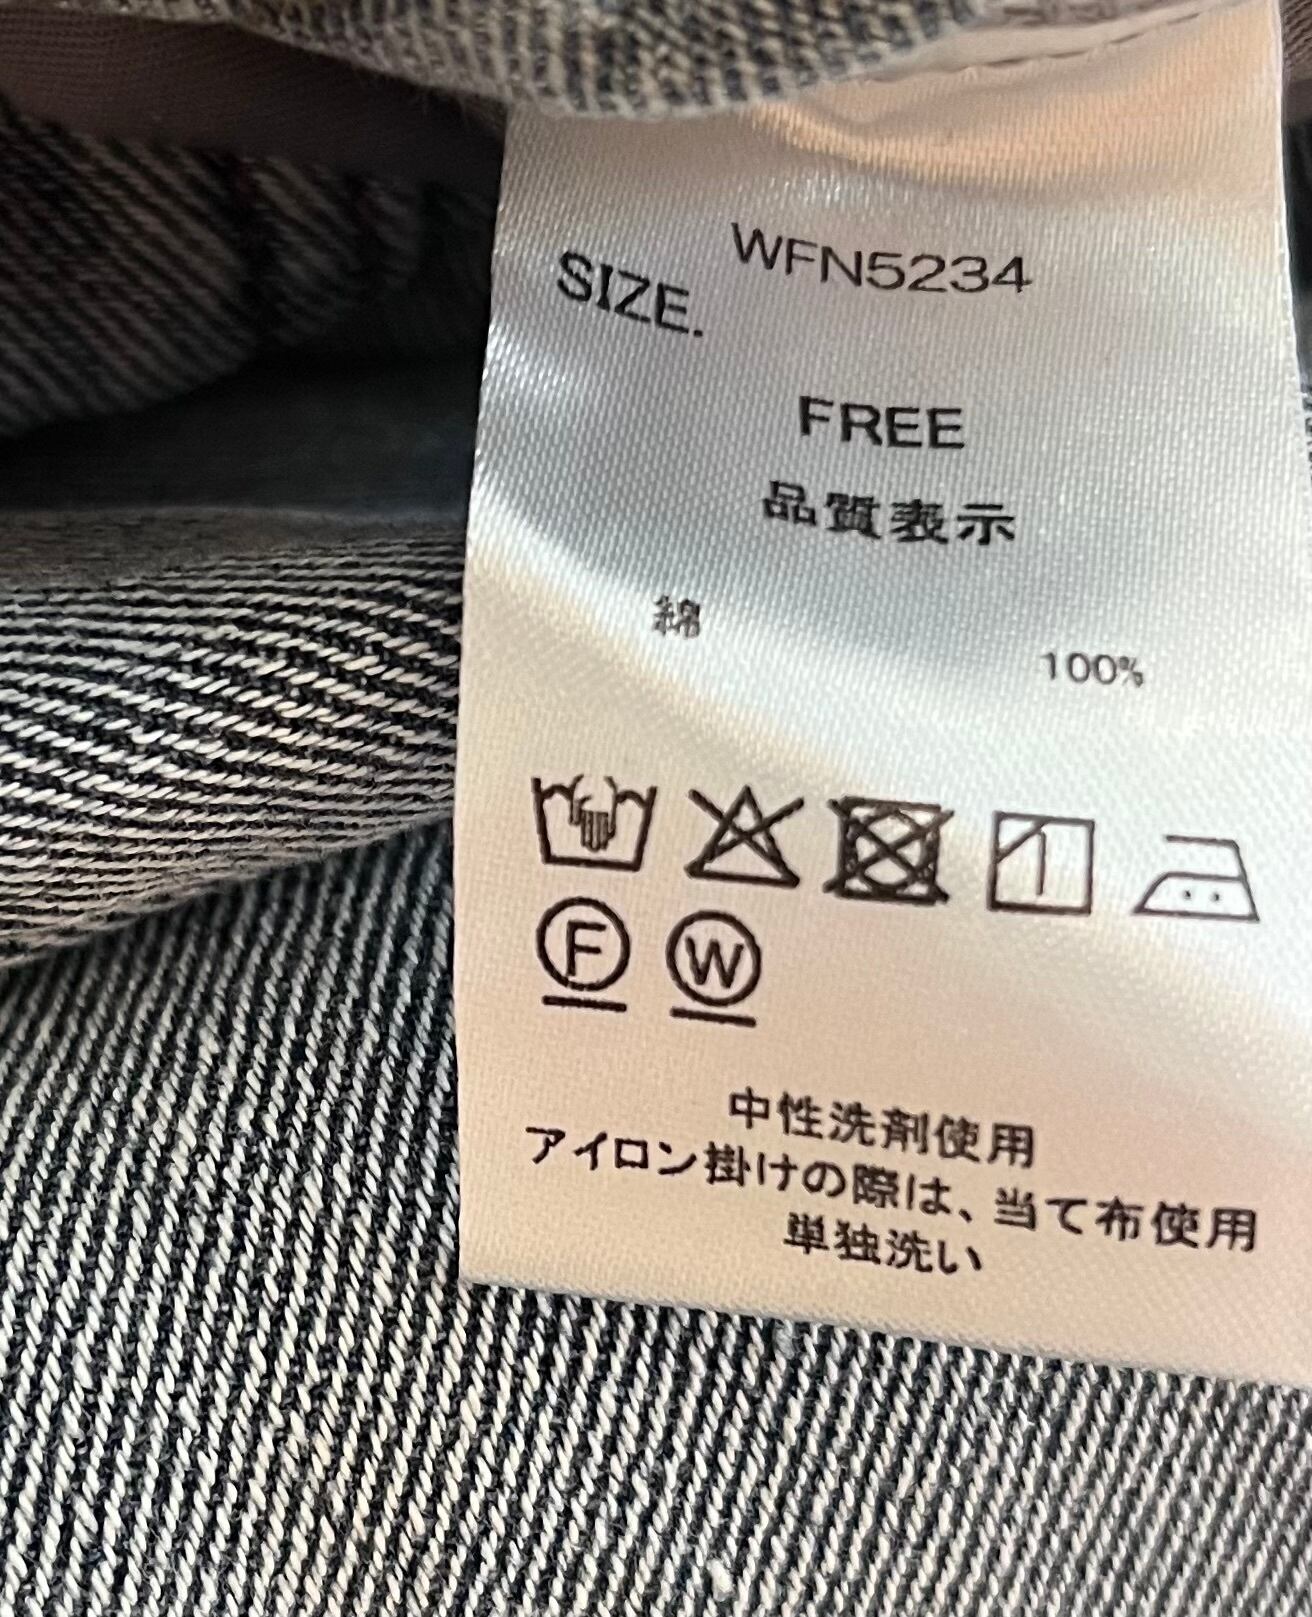 WFN5234
SIZE.
FREE
品質表示
綿 100%
F W
中性洗剤使用
アイロン掛けの際は、当て布使用
単独洗い